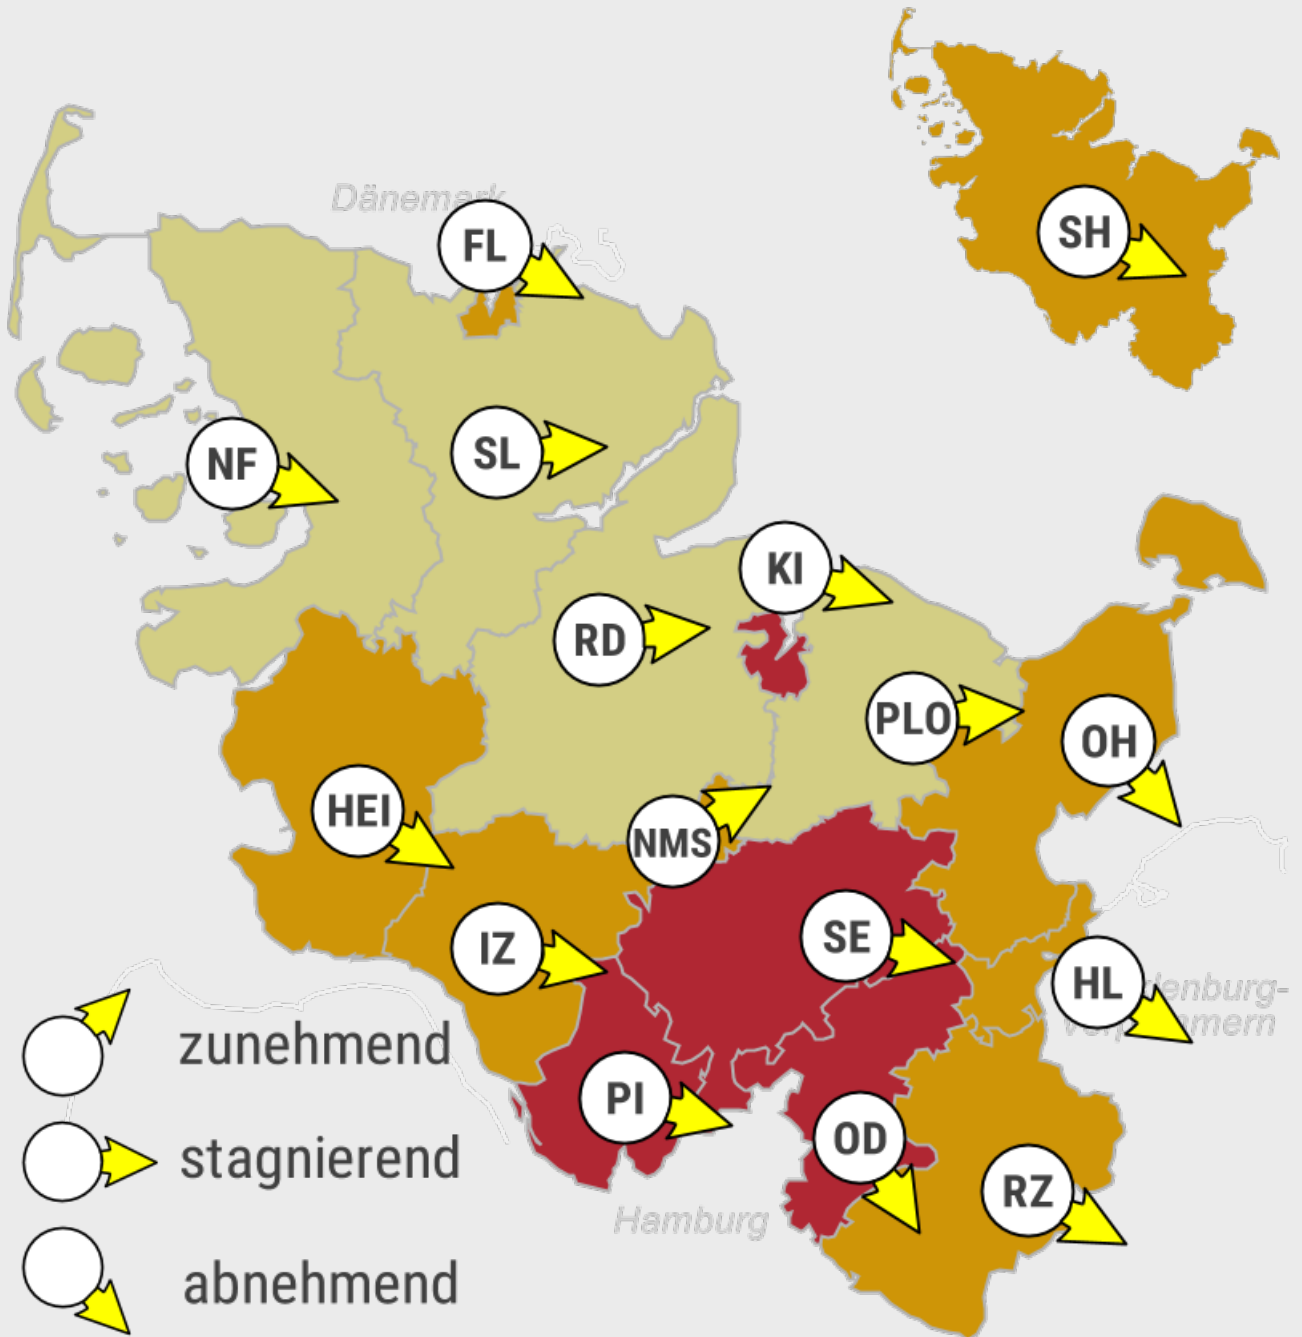 Dänemark
FL
SH
NF
SL
KI
RD
PLO
OH
HEI
NMS
IZ
SE
HL
PI
OD
RZ
Hamburg
zunehmend
stagnierend
abnehmend